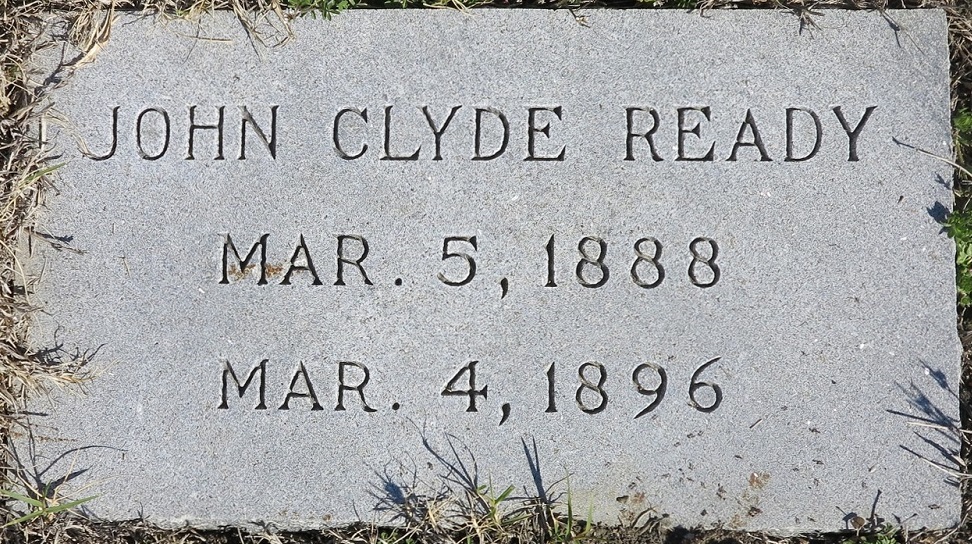 JOHN CLYDE READY
MAR. 5, 1888
MAR. 4, 1896